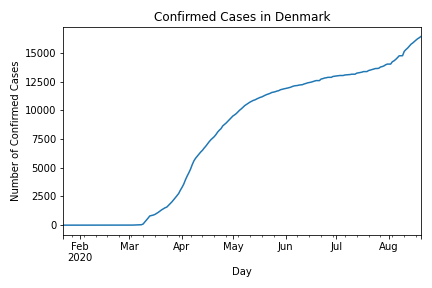 Confirmed Cases in Denmark
Number of Confirmed Cases
15000
12500
10000
7500
5000
2500
0
Feb Mar Apr May Jun Jul Aug
2020
Day